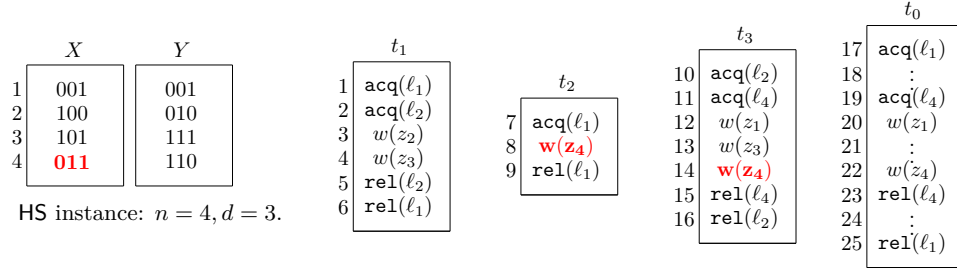 X Y
1 001 001
2 100 010
3 101 111
4 011 110
HS instance: n = 4, d = 3.
t₁
1 acq(ℓ₁)
2 acq(ℓ₂)
3 w(z₂)
4 w(z₃)
5 rel(ℓ₂)
6 rel(ℓ₁)
t₂
7 acq(ℓ₁)
8 w(z₄)
9 rel(ℓ₁)
t₃
10 acq(ℓ₂)
11 acq(ℓ₄)
12 w(z₁)
13 w(z₃)
14 w(z₄)
15 rel(ℓ₄)
16 rel(ℓ₂)
t₀
17 acq(ℓ₁)
18 ⋮
19 acq(ℓ₄)
20 w(z₁)
21 ⋮
22 w(z₄)
23 rel(ℓ₄)
24 ⋮
25 rel(ℓ₁)